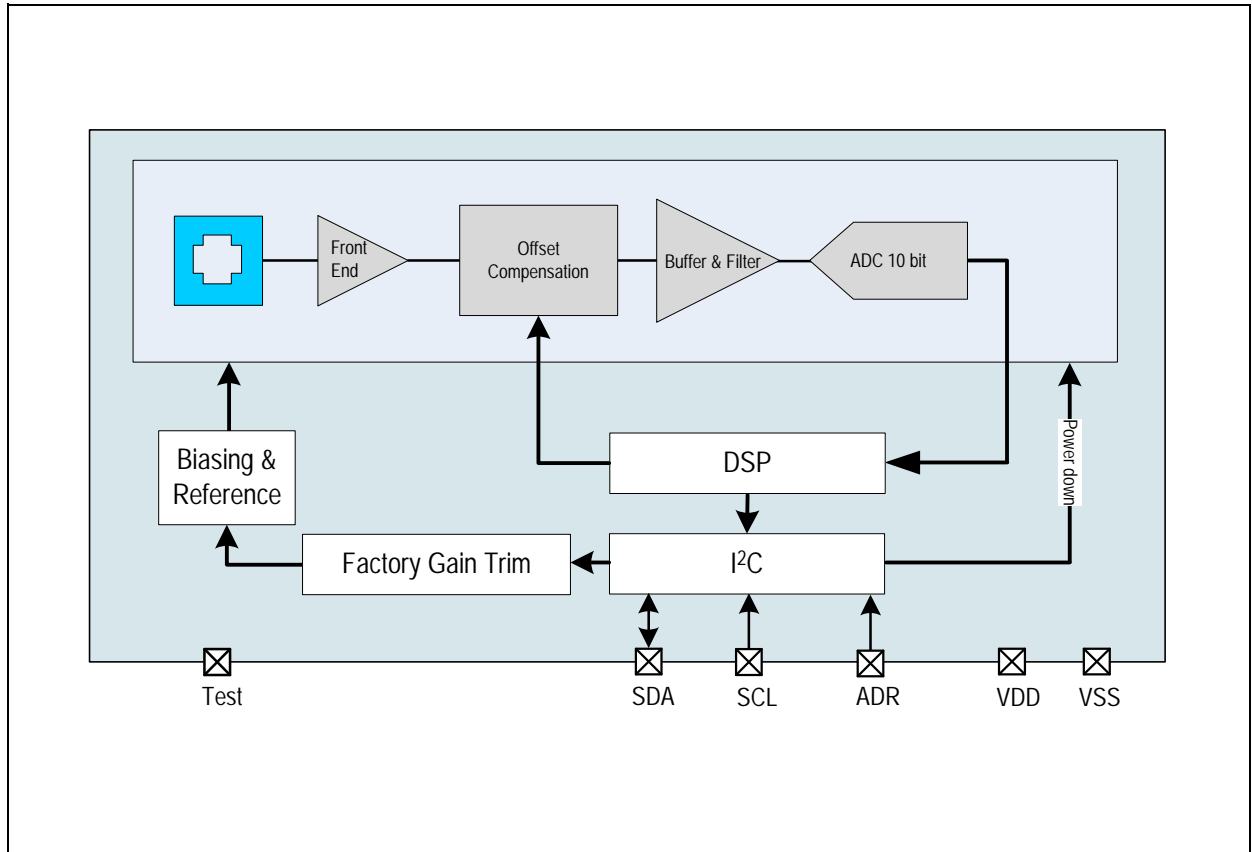 Front
End
Offset
Compensation
Buffer & Filter
ADC 10 bit
Biasing &
Reference
DSP
Power down
Factory Gain Trim
I²C
Test
SDA
SCL
ADR
VDD
VSS